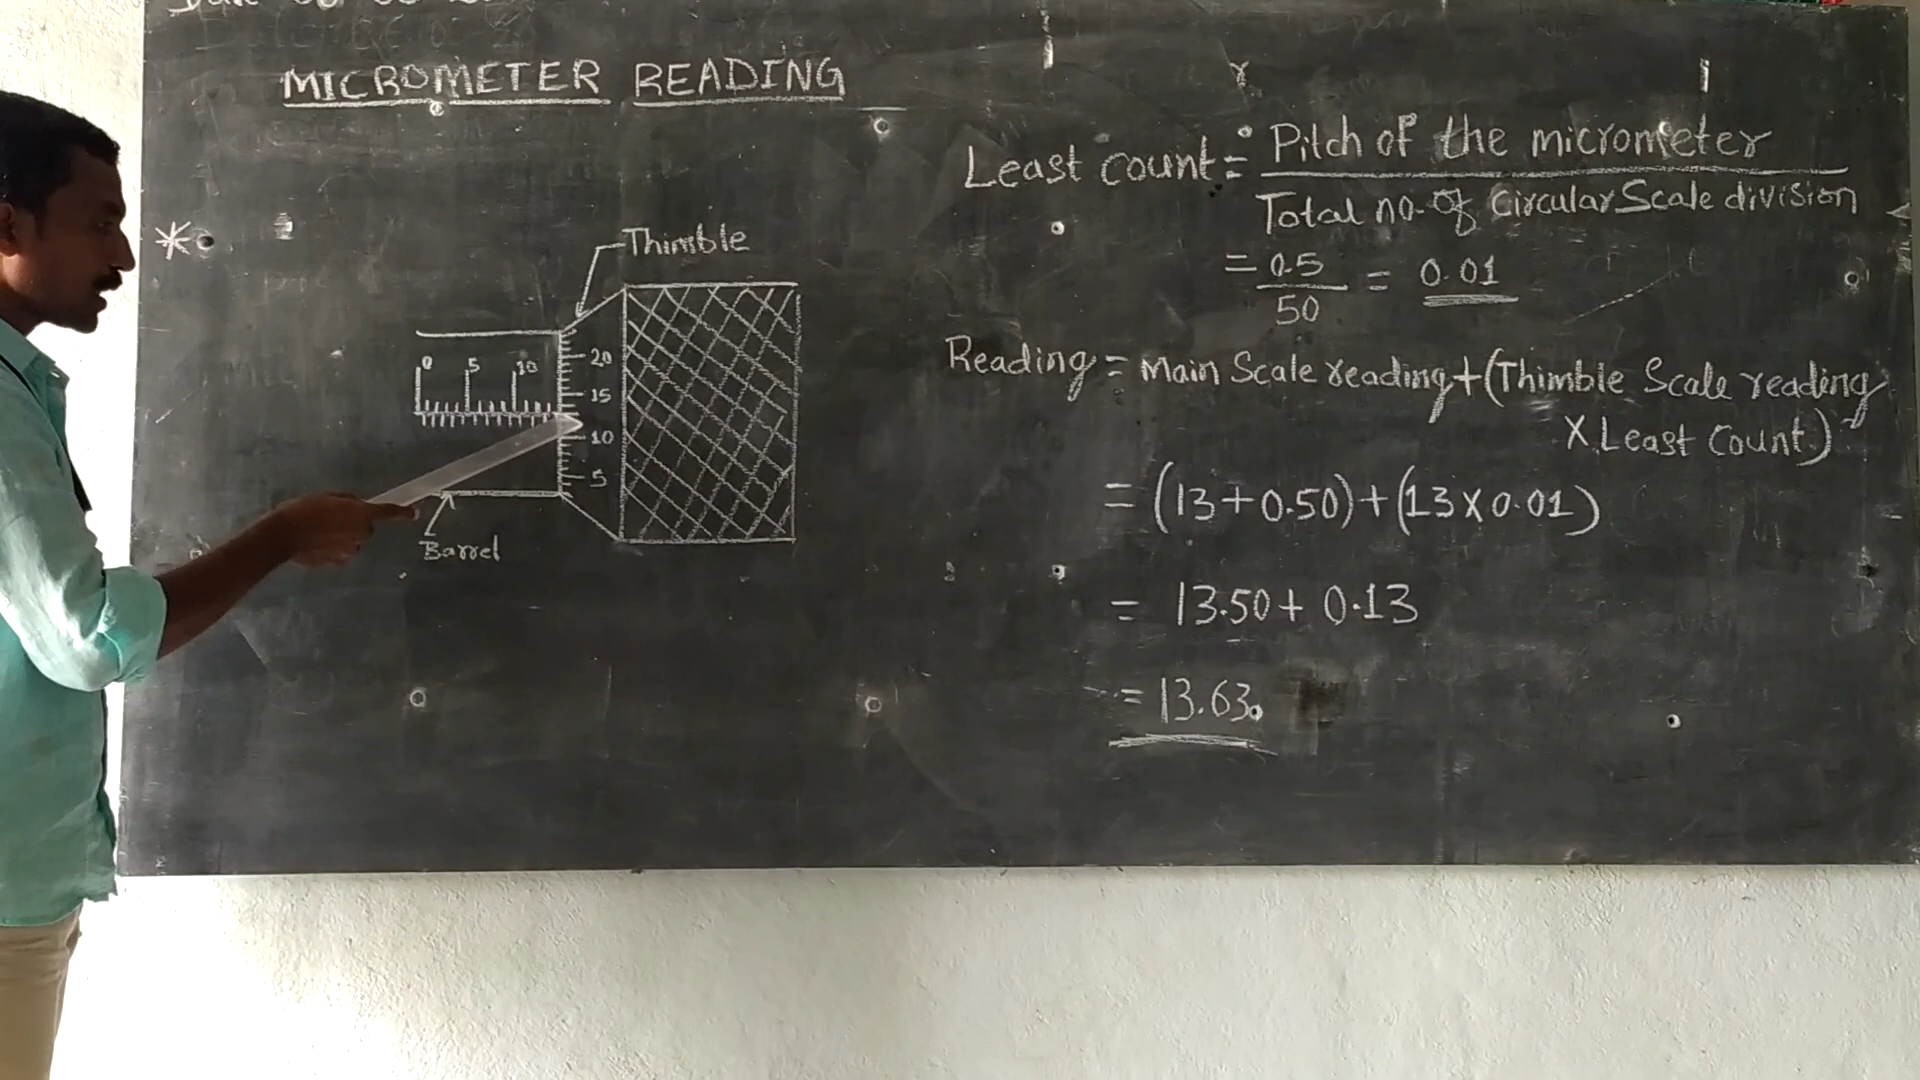 MICROMETER READING
Least count = Pitch of the micrometer
Total no. of Circular Scale division
= 0.5
50
= 0.01
Thimble
0 5 10
20
15
10
5
Barrel
Reading = Main Scale reading + (Thimble Scale reading
X Least Count)
= (13+0.50)+(13x0.01)
= 13.50+ 0.13
= 13.63